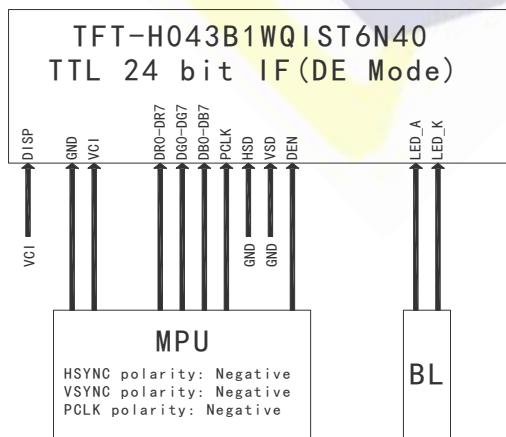 TFT-H043B1WQIST6N40
TTL 24 bit IF(DE Mode)
DISP
GND
VCI
DR0-DR7
DG0-DG7
DB0-DB7
PCLK
HSD
VSD
DEN
LED_A
LED_K
VCI
GND
GND
MPU
HSYNC polarity: Negative
VSYNC polarity: Negative
PCLK polarity: Negative
BL